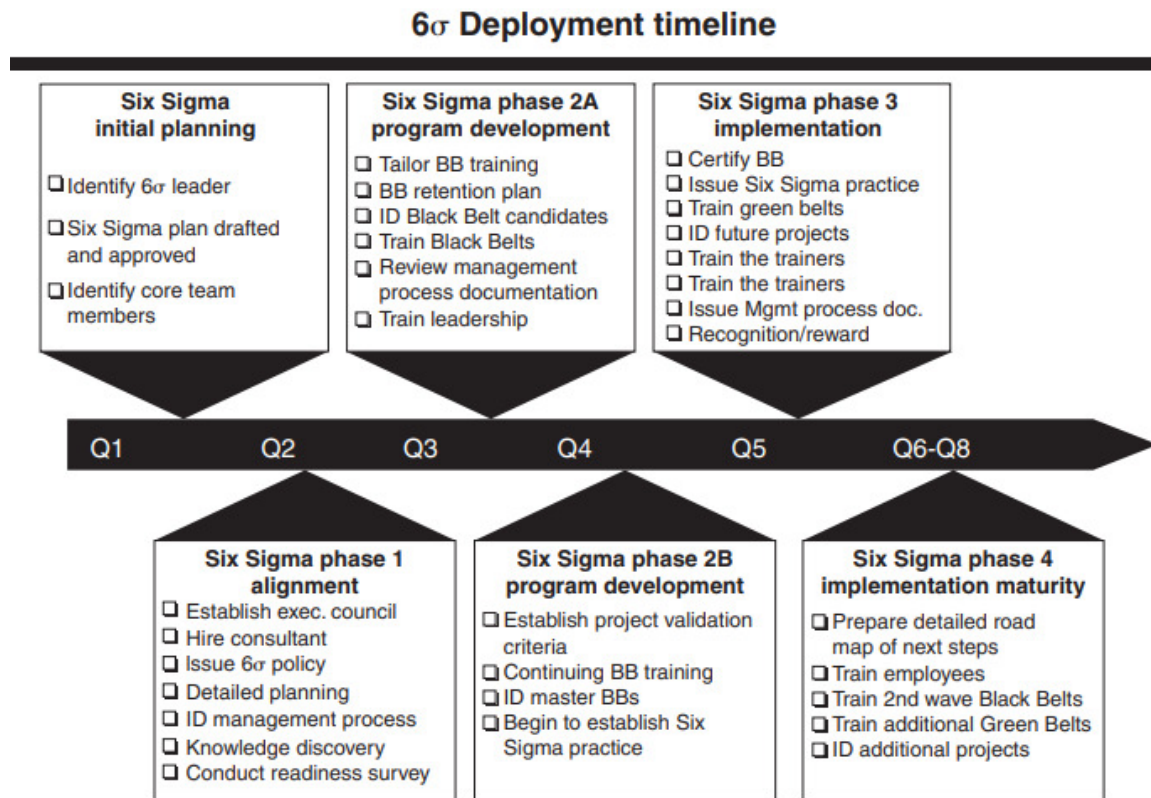 6σ Deployment timeline
Six Sigma
initial planning
❑ Identify 6σ leader
❑ Six Sigma plan drafted
and approved
❑ Identify core team
members
Six Sigma phase 2A
program development
❑ Tailor BB training
❑ BB retention plan
❑ ID Black Belt candidates
❑ Train Black Belts
❑ Review management
process documentation
❑ Train leadership
Six Sigma phase 3
implementation
❑ Certify BB
❑ Issue Six Sigma practice
❑ Train green belts
❑ ID future projects
❑ Train the trainers
❑ Train the trainers
❑ Issue Mgmt process doc.
❑ Recognition/reward
Q1 Q2 Q3 Q4 Q5 Q6-Q8
Six Sigma phase 1
alignment
❑ Establish exec. council
❑ Hire consultant
❑ Issue 6σ policy
❑ Detailed planning
❑ ID management process
❑ Knowledge discovery
❑ Conduct readiness survey
Six Sigma phase 2B
program development
❑ Establish project validation
criteria
❑ Continuing BB training
❑ ID master BBs
❑ Begin to establish Six
Sigma practice
Six Sigma phase 4
implementation maturity
❑ Prepare detailed road
map of next steps
❑ Train employees
❑ Train 2nd wave Black Belts
❑ Train additional Green Belts
❑ ID additional projects